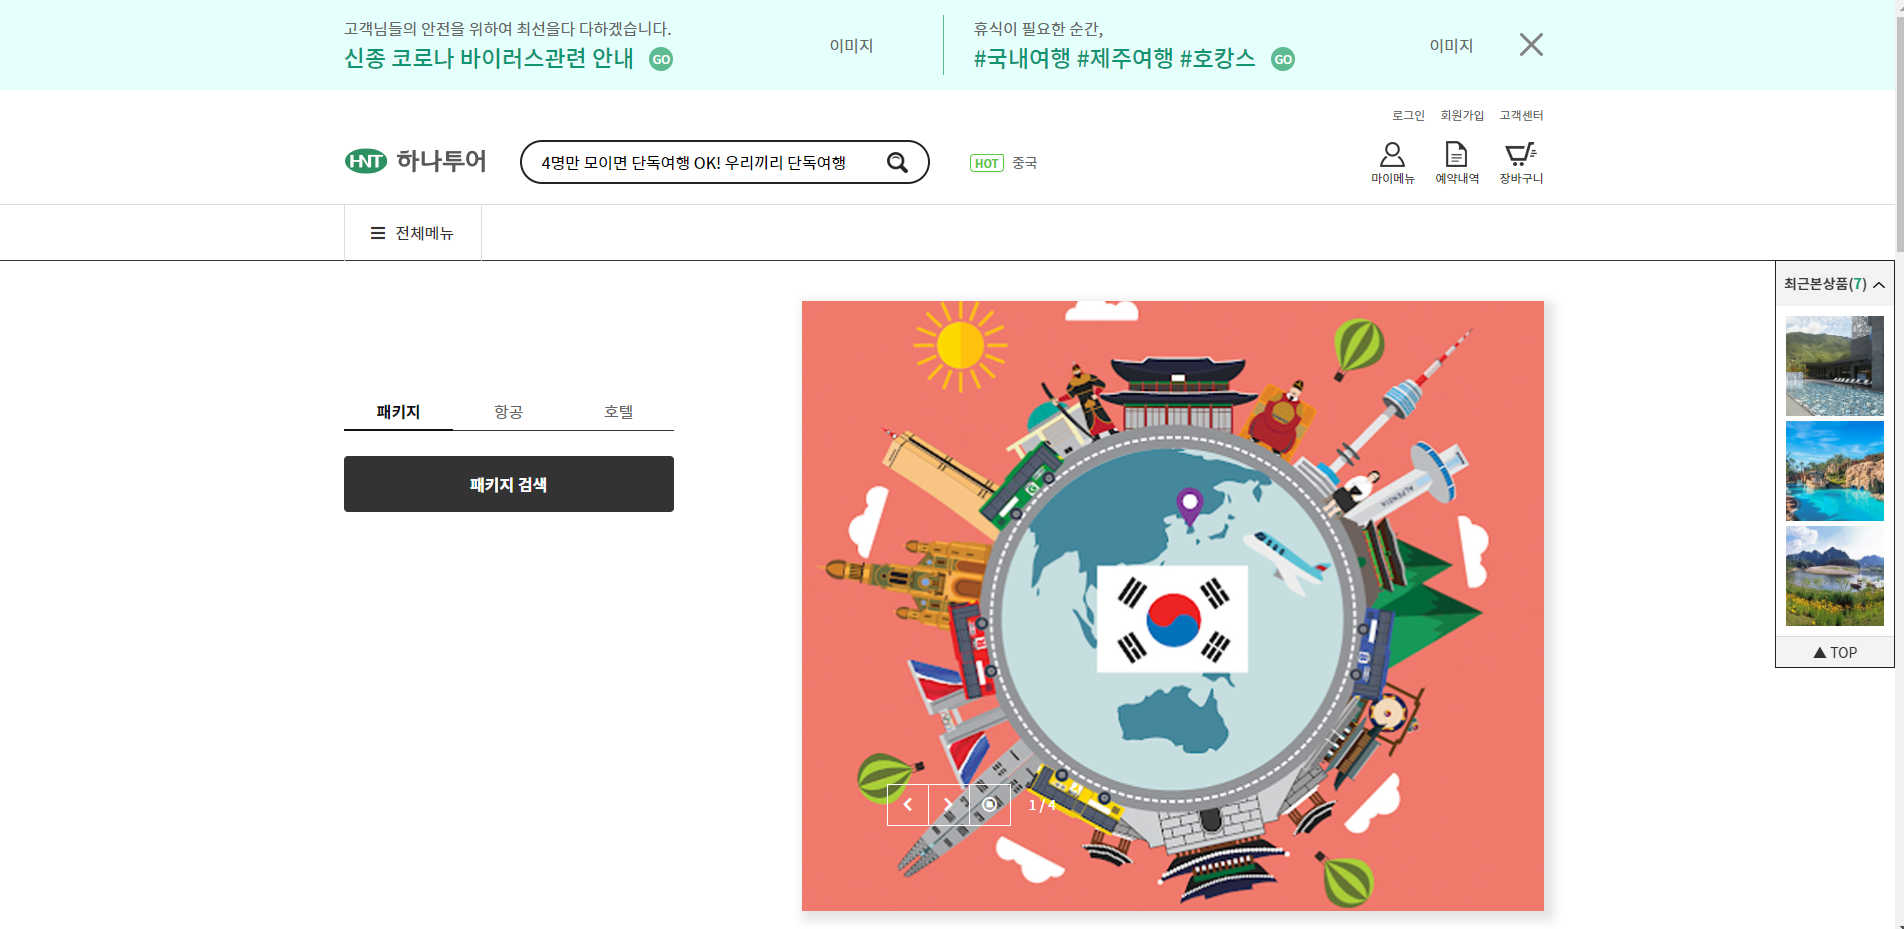 고객님들의 안전을 위하여 최선을다 다하겠습니다.
신종 코로나 바이러스관련 안내 GO
이미지
휴식이 필요한 순간,
#국내여행 #제주여행 #호캉스 GO
이미지
로그인 회원가입 고객센터
HNT 하나투어
4명만 모이면 단독여행 OK! 우리끼리 단독여행
HOT 중국
마이메뉴 예약내역 장바구니
전체메뉴
최근본상품(7)
패키지 항공 호텔
패키지 검색
ALPENSIA
1 / 4
TOP